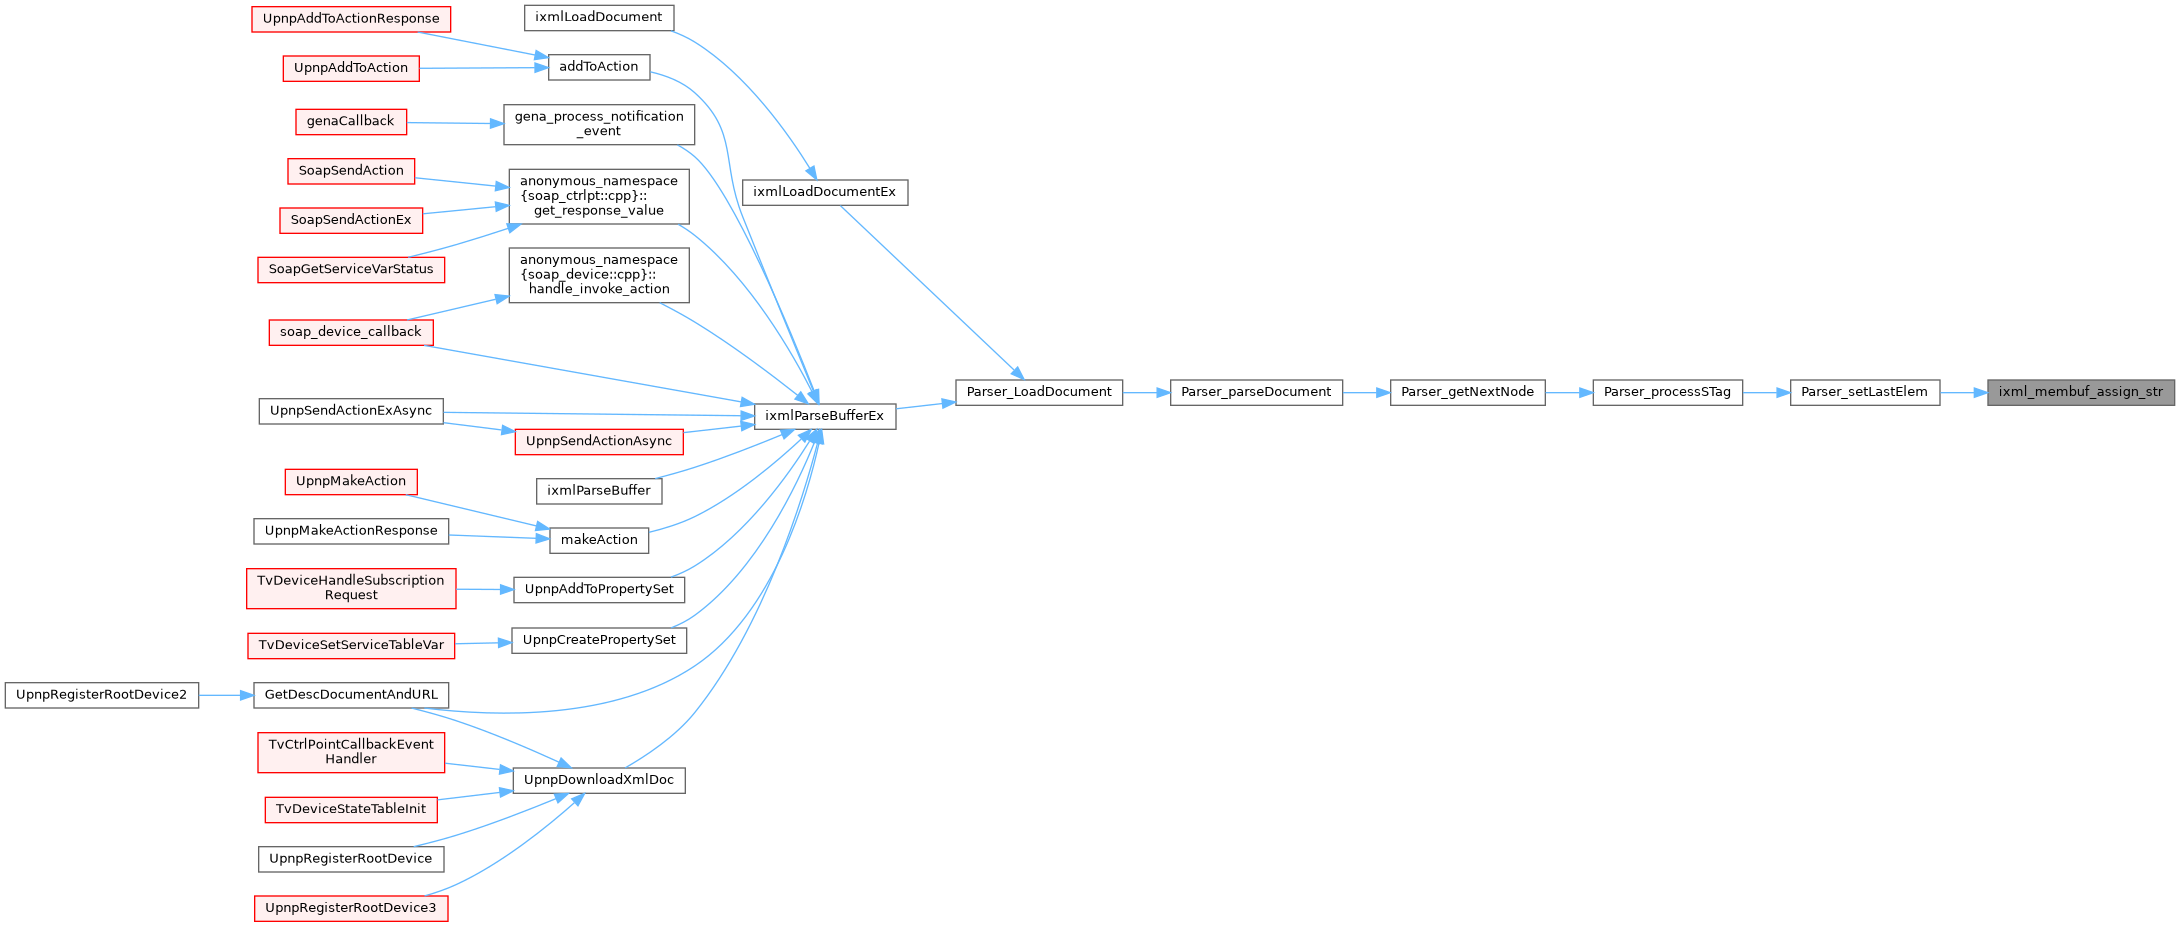 UpnpAddToActionResponse
ixmlLoadDocument
UpnpAddToAction
addToAction
genaCallback
gena_process_notification
_event
SoapSendAction
SoapSendActionEx
SoapGetServiceVarStatus
anonymous_namespace
{soap_ctrlpt::cpp}::
get_response_value
ixmlLoadDocumentEx
anonymous_namespace
{soap_device::cpp}::
handle_invoke_action
soap_device_callback
UpnpSendActionExAsync
UpnpSendActionAsync
ixmlParseBufferEx
Parser_LoadDocument
Parser_parseDocument
Parser_getNextNode
Parser_processSTag
Parser_setLastElem
ixml_membuf_assign_str
UpnpMakeAction
ixmlParseBuffer
UpnpMakeActionResponse
makeAction
TvDeviceHandleSubscription
Request
UpnpAddToPropertySet
TvDeviceSetServiceTableVar
UpnpCreatePropertySet
UpnpRegisterRootDevice2
GetDescDocumentAndURL
TvCtrlPointCallbackEvent
Handler
UpnpDownloadXmlDoc
TvDeviceStateTableInit
UpnpRegisterRootDevice
UpnpRegisterRootDevice3